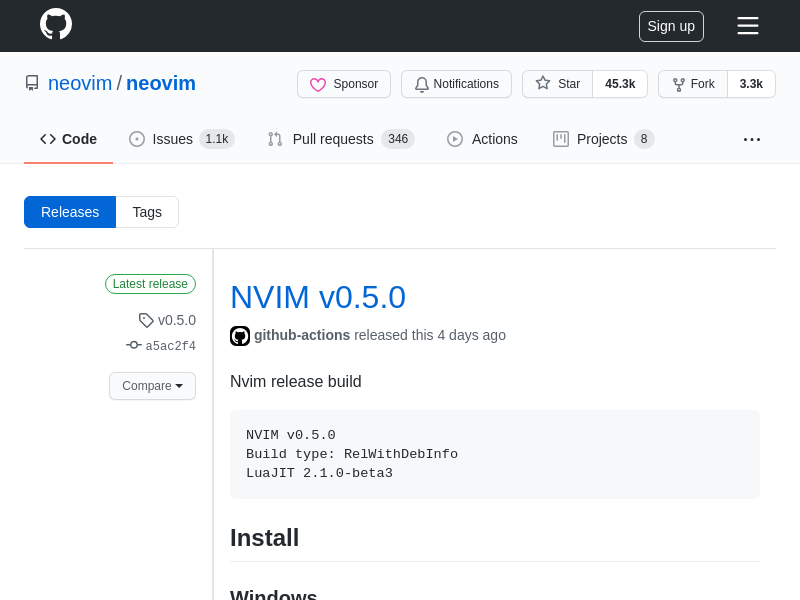 Sign up
neovim / neovim
Sponsor
Notifications
Star 45.3k
Fork 3.3k
Code
Issues 1.1k
Pull requests 346
Actions
Projects 8
Releases
Tags
Latest release
v0.5.0
a5ac2f4
Compare
NVIM v0.5.0
github-actions released this 4 days ago
Nvim release build
NVIM v0.5.0
Build type: RelWithDebInfo
LuaJIT 2.1.0-beta3
Install
Windows